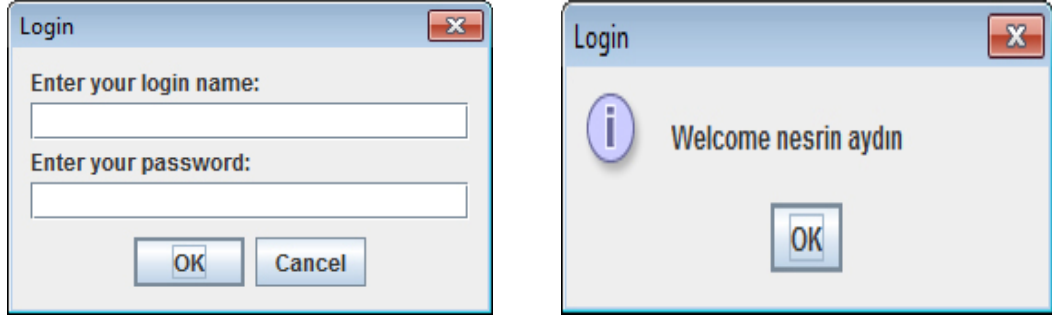 Login
Enter your login name:
Enter your password:
OK
Cancel
Login
i
Welcome nesrin aydın
OK